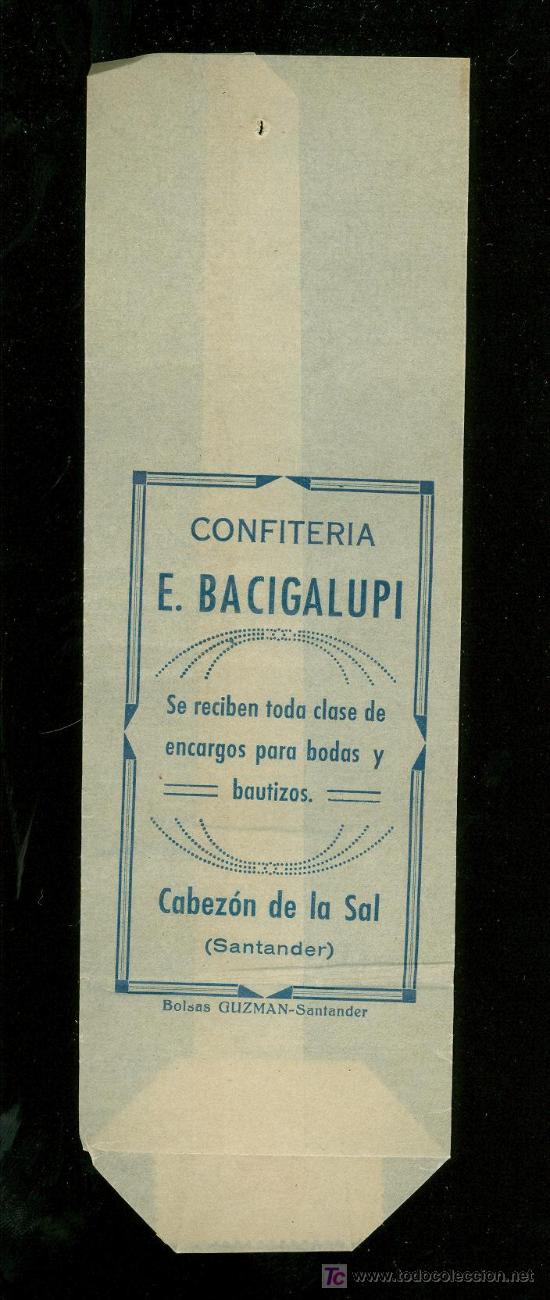 CONFITERIA
E. BACIGALUPI
Se reciben toda clase de
encargos para bodas y
bautizos.
Cabezón de la Sal
(Santander)
Bolsas GUZMAN-Santander
TC www.todocoleccion.net